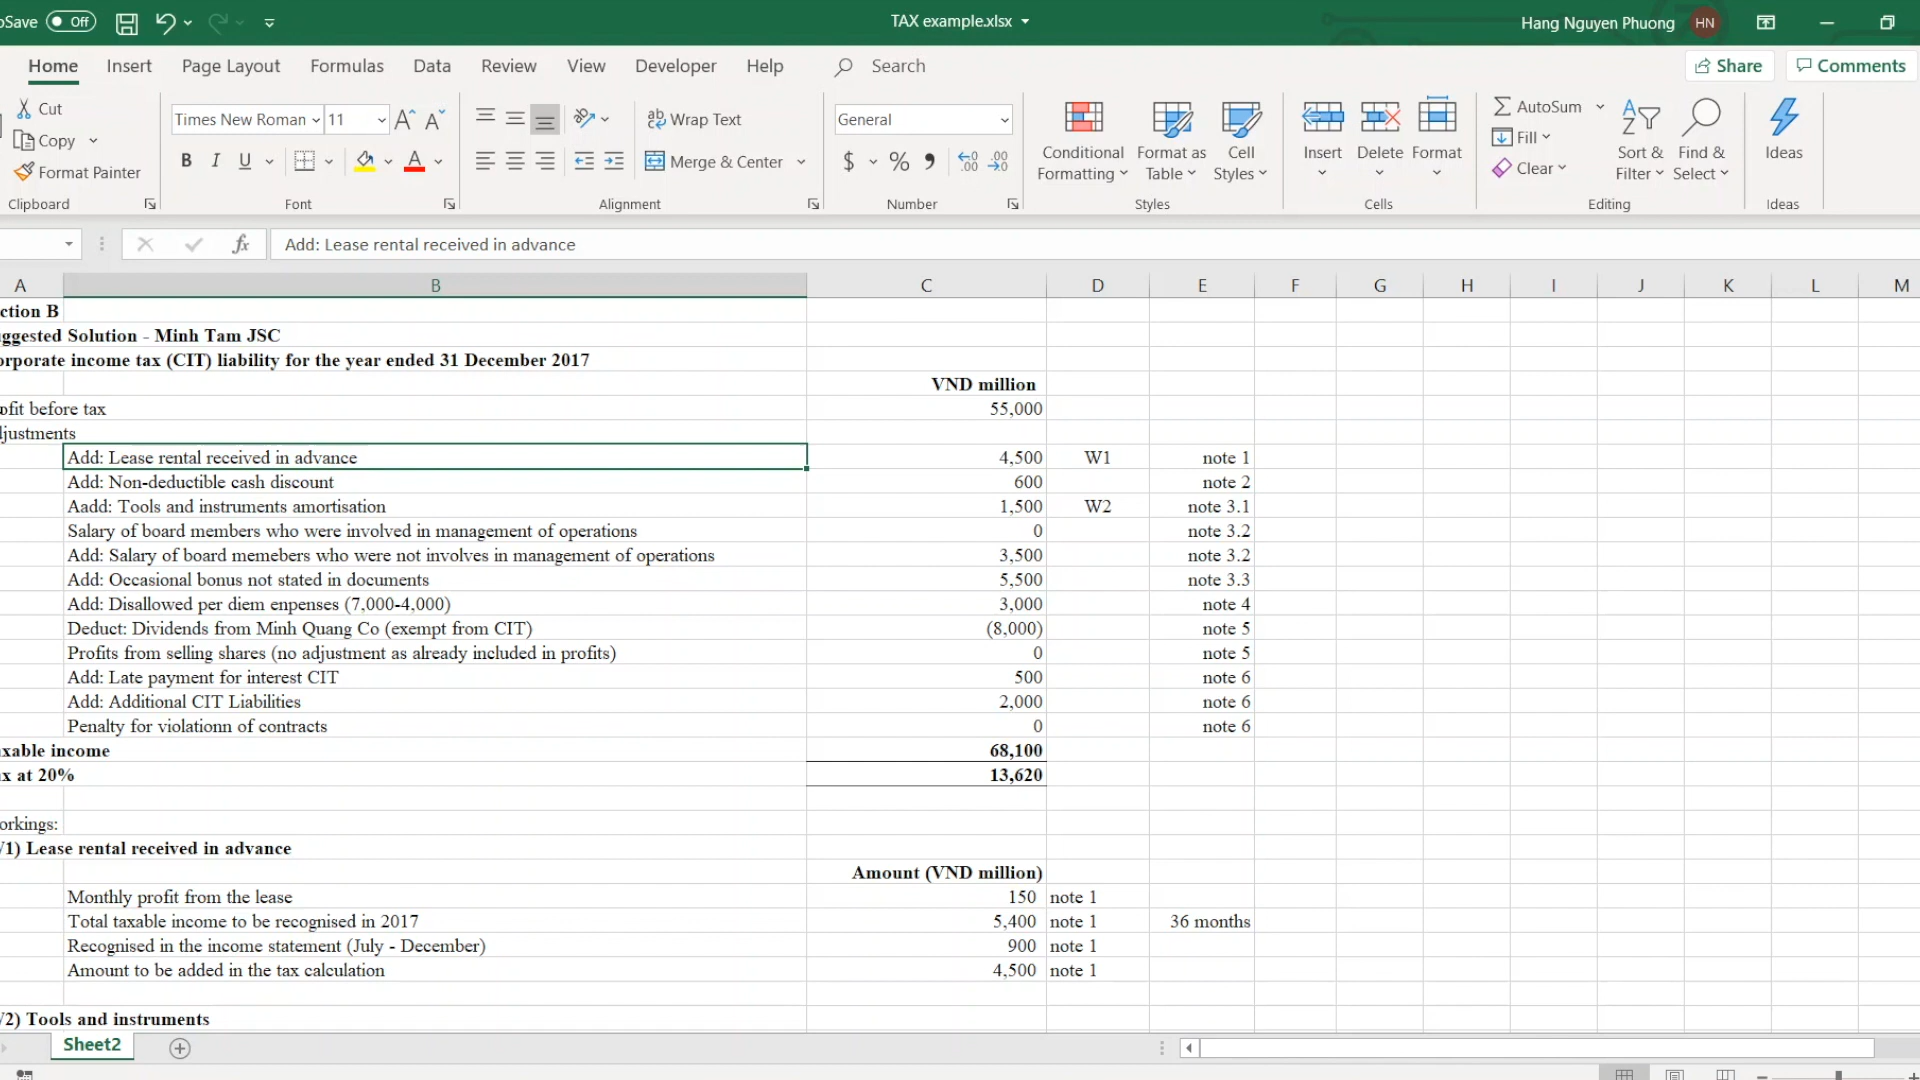 oSave Off TAX example.xlsx Hang Nguyen Phuong HN
Home Insert Page Layout Formulas Data Review View Developer Help Search Share Comments
Cut
Copy
Format Painter
Clipboard
Times New Roman 11
B I U A
Font
Wrap Text
Merge & Center
Alignment
General
$ % 9
Number
Conditional Formatting
Format as Table
Cell Styles
Styles
Insert Delete Format
Cells
AutoSum
Fill
Clear
Sort & Filter
Find & Select
Editing
Ideas
Ideas
fx Add: Lease rental received in advance
A B C D E F G H I J K L M
ction B
ggested Solution - Minh Tam JSC
orporate income tax (CIT) liability for the year ended 31 December 2017
VND million
ofit before tax 55,000
ljustments
Add: Lease rental received in advance 4,500 W1 note 1
Add: Non-deductible cash discount 600 note 2
Aadd: Tools and instruments amortisation 1,500 W2 note 3.1
Salary of board members who were involved in management of operations 0 note 3.2
Add: Salary of board memebers who were not involves in management of operations 3,500 note 3.2
Add: Occasional bonus not stated in documents 5,500 note 3.3
Add: Disallowed per diem enpenses (7,000-4,000) 3,000 note 4
Deduct: Dividends from Minh Quang Co (exempt from CIT) (8,000) note 5
Profits from selling shares (no adjustment as already included in profits) 0 note 5
Add: Late payment for interest CIT 500 note 6
Add: Additional CIT Liabilities 2,000 note 6
Penalty for violationn of contracts 0 note 6
axable income 68,100
ax at 20% 13,620
orkings:
V1) Lease rental received in advance
Amount (VND million)
Monthly profit from the lease 150 note 1
Total taxable income to be recognised in 2017 5,400 note 1 36 months
Recognised in the income statement (July - December) 900 note 1
Amount to be added in the tax calculation 4,500 note 1
V2) Tools and instruments
Sheet2